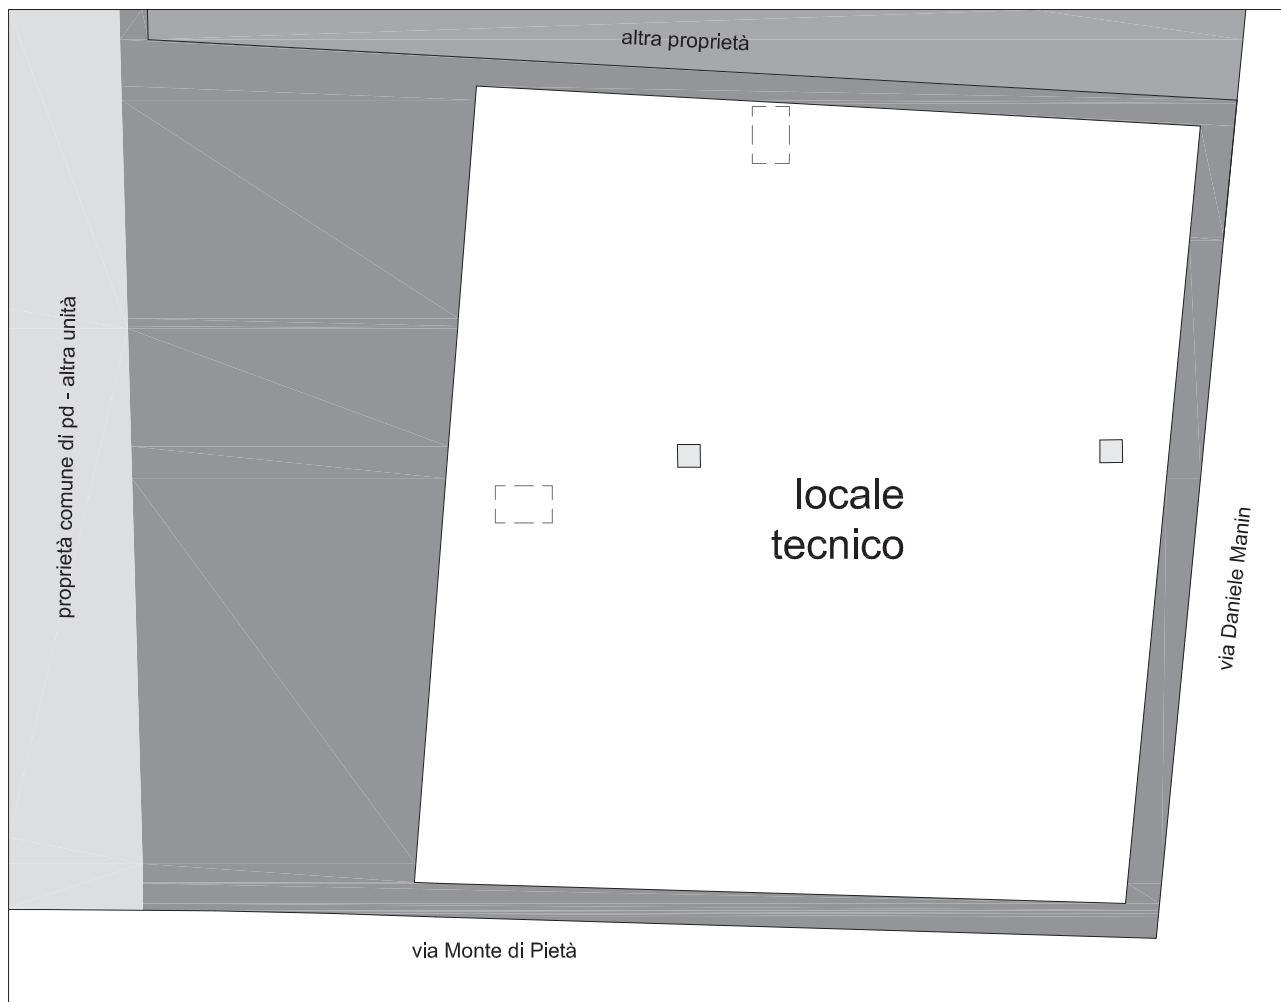 altra proprietà
proprietà comune di pd - altra unità
locale
tecnico
via Daniele Manin
via Monte di Pietà